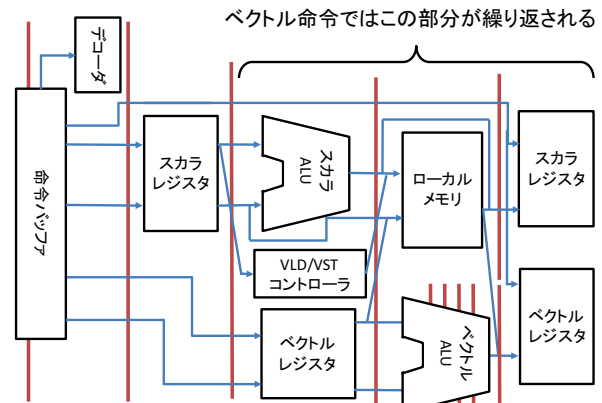 ベクトル命令ではこの部分が繰り返される
デコーダ
命令バッファ
スカラ
レジスタ
スカラ
ALU
ローカル
メモリ
スカラ
レジスタ
VLD/VST
コントローラ
ベクトル
レジスタ
ベクトル
ALU
ベクトル
レジスタ